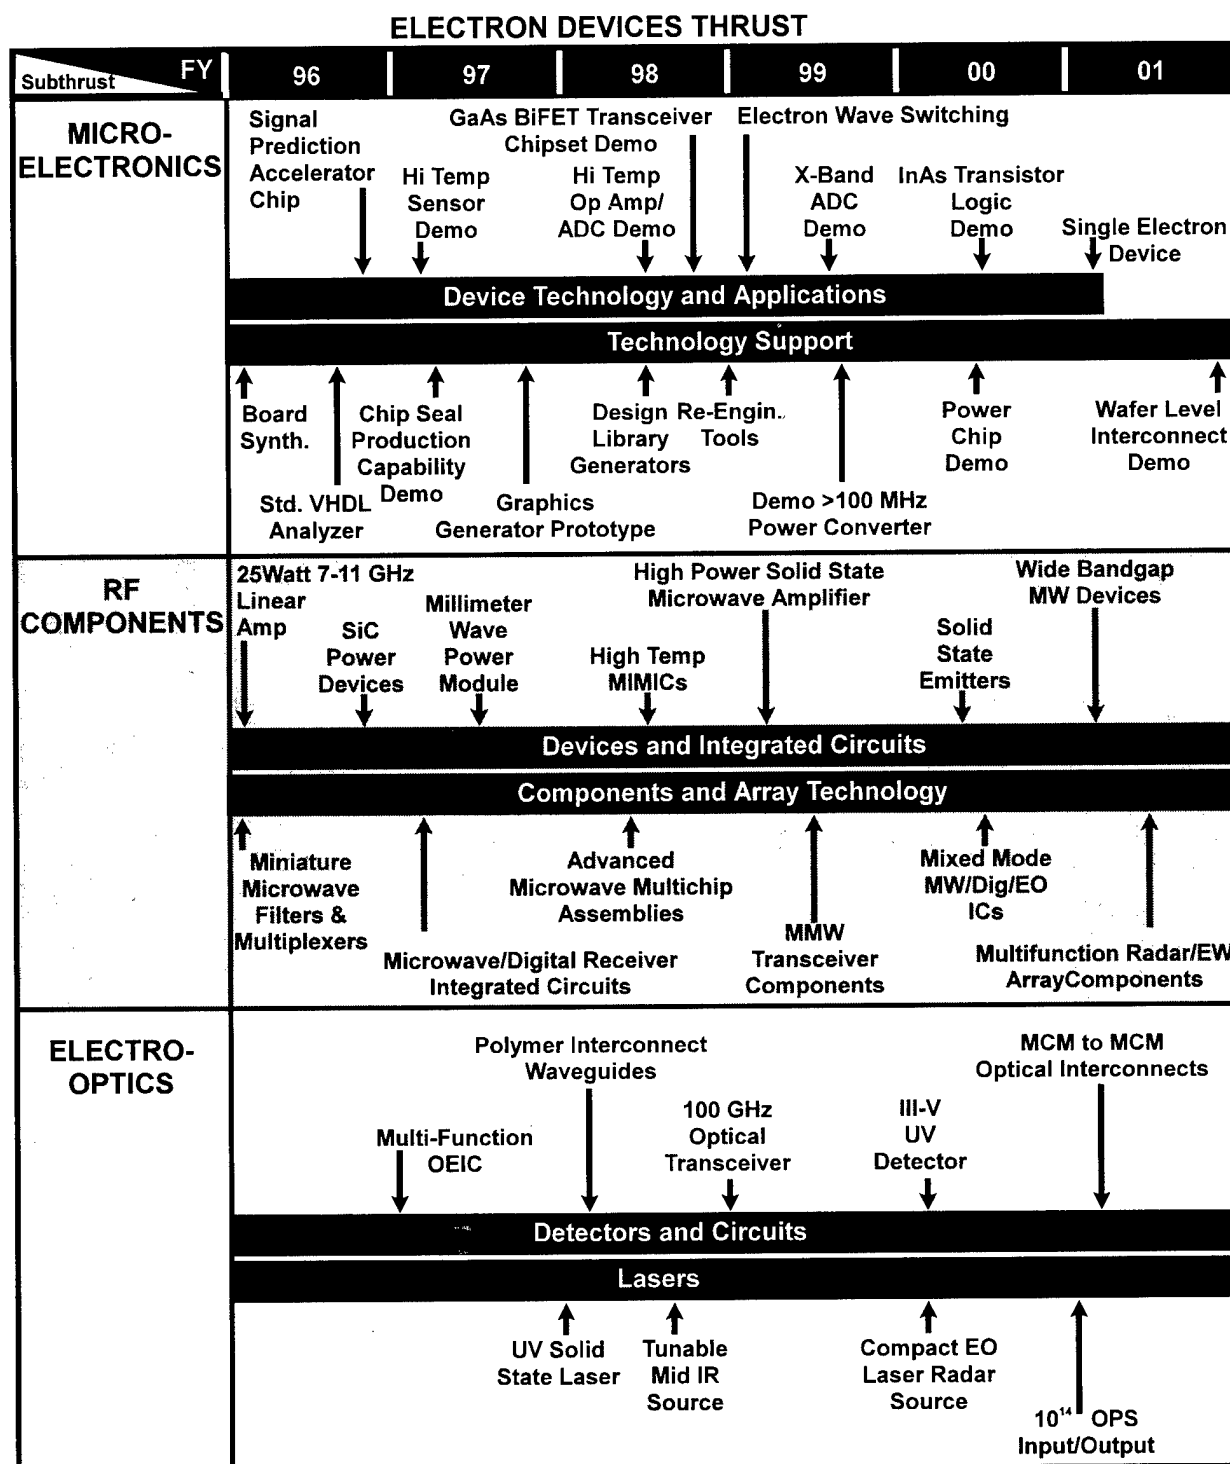 ELECTRON DEVICES THRUST
Subthrust FY 96 97 98 99 00 01
MICRO-
ELECTRONICS
Signal
Prediction
Accelerator
Chip
Hi Temp
Sensor
Demo
GaAs BiFET Transceiver
Chipset Demo
Hi Temp
Op Amp/
ADC Demo
Electron Wave Switching
X-Band
ADC
Demo
InAs Transistor
Logic
Demo
Single Electron
Device
Device Technology and Applications
Technology Support
Board
Synth.
Std. VHDL
Analyzer
Chip Seal
Production
Capability
Demo
Graphics
Generator Prototype
Design
Library
Generators
Re-Engin.
Tools
Demo >100 MHz
Power Converter
Power
Chip
Demo
Wafer Level
Interconnect
Demo
RF
COMPONENTS
25Watt 7-11 GHz
Linear
Amp
SiC
Power
Devices
Millimeter
Wave
Power
Module
High Temp
MIMICs
High Power Solid State
Microwave Amplifier
Solid
State
Emitters
Wide Bandgap
MW Devices
Devices and Integrated Circuits
Components and Array Technology
Miniature
Microwave
Filters &
Multiplexers
Microwave/Digital Receiver
Integrated Circuits
Advanced
Microwave Multichip
Assemblies
MMW
Transceiver
Components
Mixed Mode
MW/Dig/EO
ICs
Multifunction Radar/EW
ArrayComponents
ELECTRO-
OPTICS
Multi-Function
OEIC
Polymer Interconnect
Waveguides
100 GHz
Optical
Transceiver
III-V
UV
Detector
MCM to MCM
Optical Interconnects
Detectors and Circuits
Lasers
UV Solid
State Laser
Tunable
Mid IR
Source
Compact EO
Laser Radar
Source
10¹⁴ OPS
Input/Output